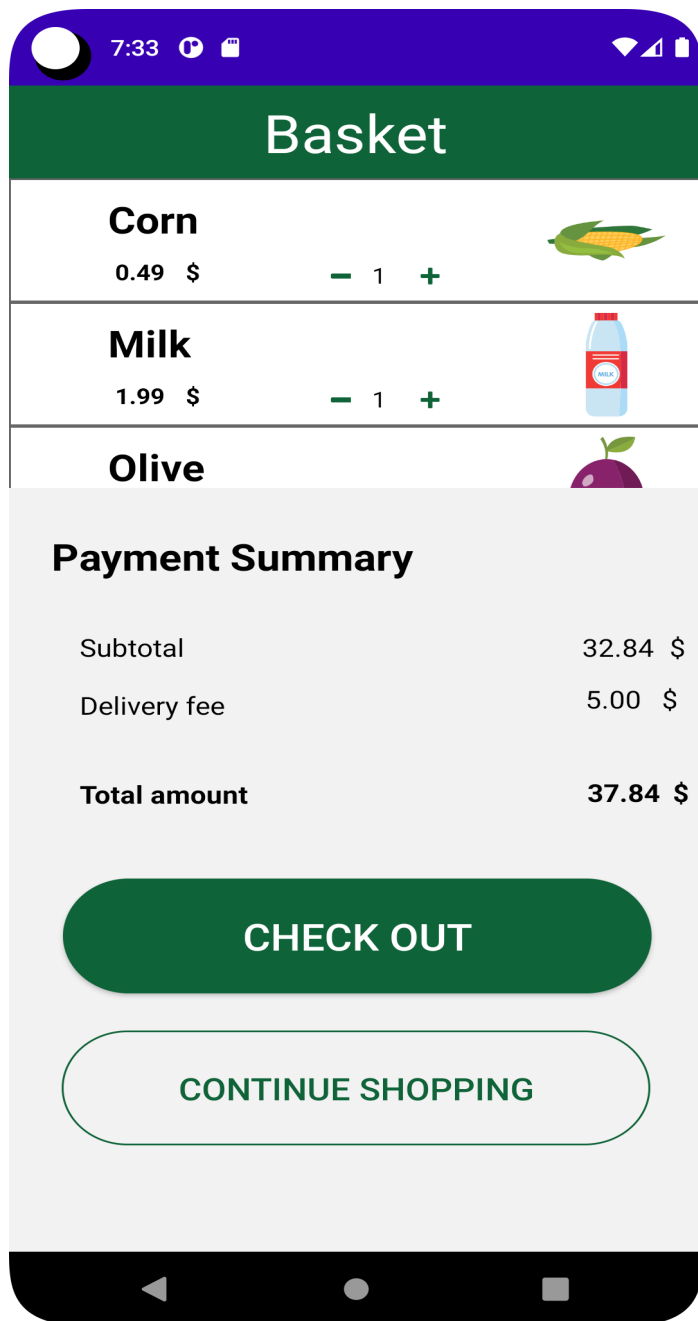 7:33
Basket
Corn
0.49 $
1
Milk
1.99 $
1
MILK
Olive
Payment Summary
Subtotal 32.84 $
Delivery fee 5.00 $
Total amount 37.84 $
CHECK OUT
CONTINUE SHOPPING